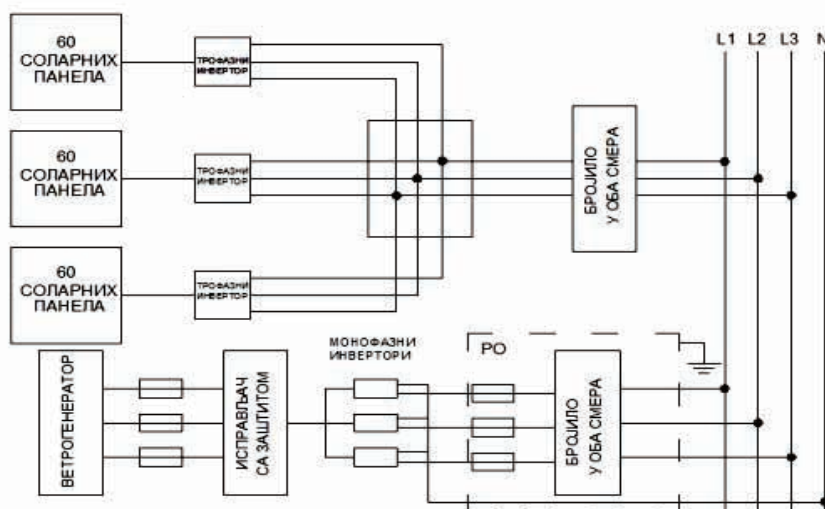 60
СОЛАРНИХ
ПАНЕЛА
ТРОФАЗНИ
ИНВЕРТОР
L1 L2 L3 N
60
СОЛАРНИХ
ПАНЕЛА
ТРОФАЗНИ
ИНВЕРТОР
БРОЈИЛО
У ОБА СМЕРА
60
СОЛАРНИХ
ПАНЕЛА
ТРОФАЗНИ
ИНВЕРТОР
ВЕТРОГЕНЕРАТОР
ИСПРАВЉАЧ
СА ЗАШТИТОМ
МОНОФАЗНИ
ИНВЕРТОРИ
РО
БРОЈИЛО
У ОБА СМЕРА